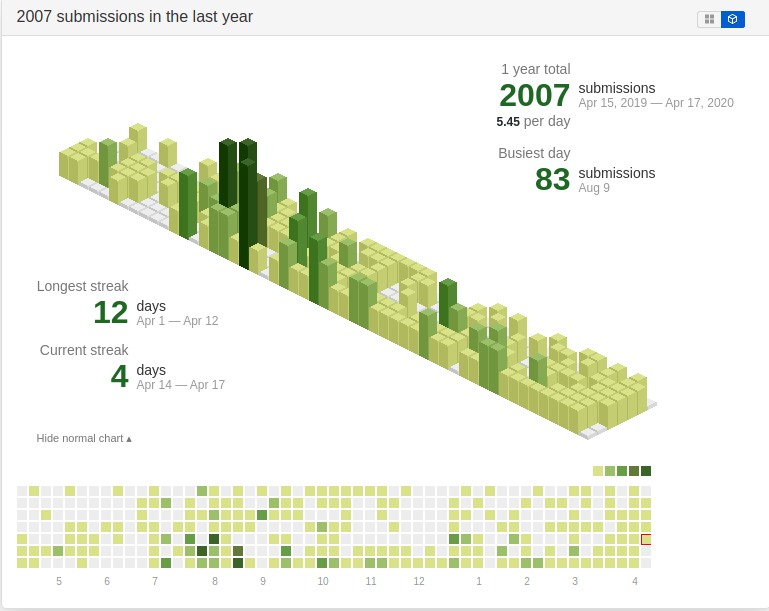 2007 submissions in the last year
1 year total
2007 submissions
Apr 15, 2019 — Apr 17, 2020
5.45 per day
Busiest day
83 submissions
Aug 9
Longest streak
12 days
Apr 1 — Apr 12
Current streak
4 days
Apr 14 — Apr 17
Hide normal chart ▴
5 6 7 8 9 10 11 12 1 2 3 4